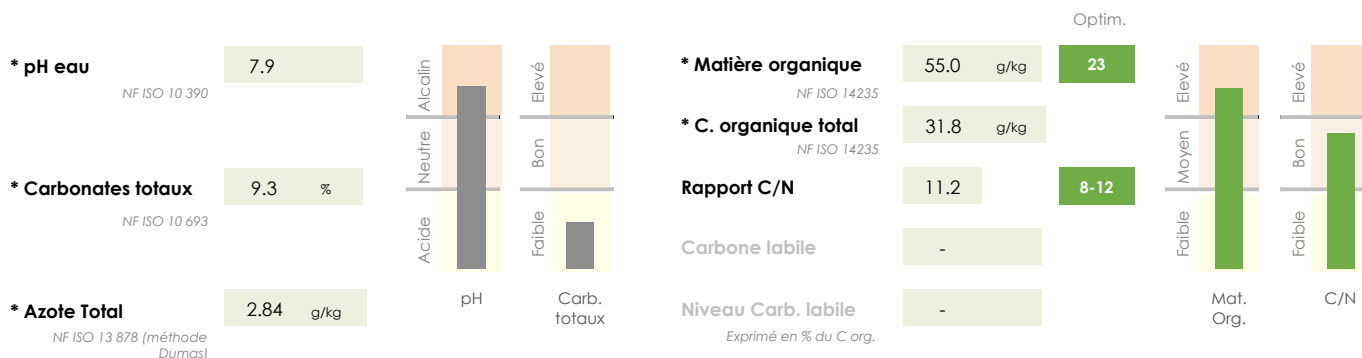 Optim.
* pH eau 7.9
NF ISO 10 390
* Carbonates totaux 9.3 %
NF ISO 10 693
* Azote Total 2.84 g/kg
NF ISO 13 878 (méthode
Dumas)
Alcalin
Neutre
Acide
pH
Elevé
Bon
Faible
Carb.
totaux
* Matière organique 55.0 g/kg 23
NF ISO 14235
* C. organique total 31.8 g/kg
NF ISO 14235
Rapport C/N 11.2 8-12
Carbone labile -
Niveau Carb. labile -
Exprimé en % du C org.
Elevé
Moyen
Faible
Mat.
Org.
Elevé
Bon
Faible
C/N